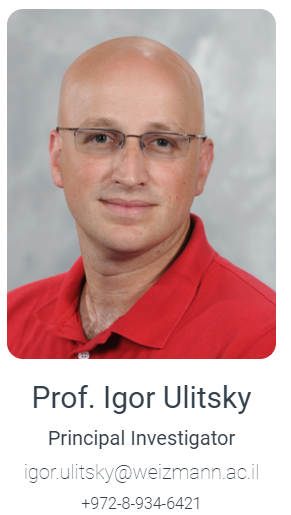 Prof. Igor Ulitsky
Principal Investigator
igor.ulitsky@weizmann.ac.il
+972-8-934-6421